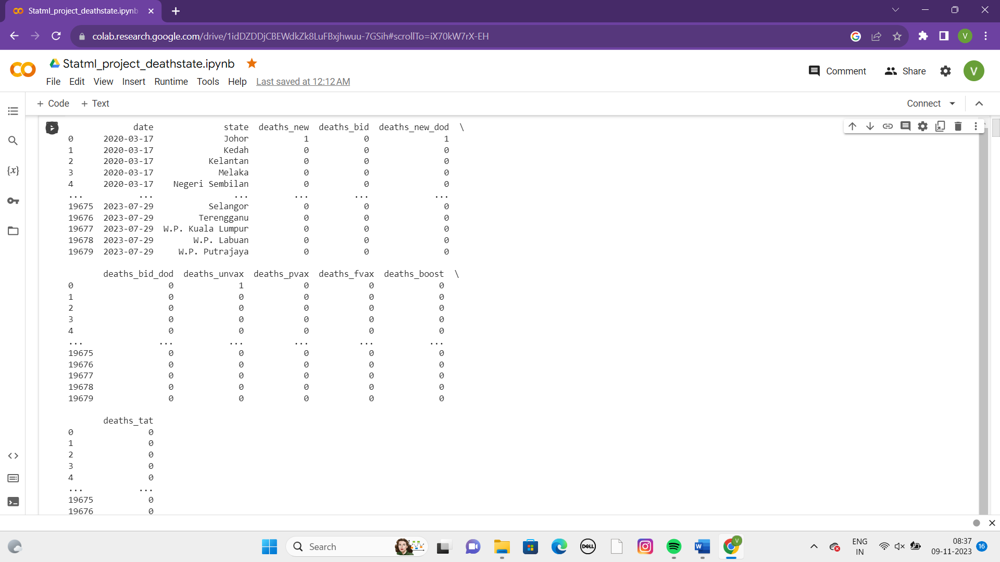 Statml_project_deathstate.ipynb
colab.research.google.com/drive/1idDZDDjCBEWdkZk8LuFBxjhwuu-7GSih#scrollTo=iX70kW7rX-EH
V
Statml_project_deathstate.ipynb
Comment Share V
File Edit View Insert Runtime Tools Help Last saved at 12:12 AM
+ Code + Text Connect
date state deaths_new deaths_bid deaths_new_dod \
0 2020-03-17 Johor 1 0 1
1 2020-03-17 Kedah 0 0 0
2 2020-03-17 Kelantan 0 0 0
3 2020-03-17 Melaka 0 0 0
4 2020-03-17 Negeri Sembilan 0 0 0
... ... ... ... ... ...
19675 2023-07-29 Selangor 0 0 0
19676 2023-07-29 Terengganu 0 0 0
19677 2023-07-29 W.P. Kuala Lumpur 0 0 0
19678 2023-07-29 W.P. Labuan 0 0 0
19679 2023-07-29 W.P. Putrajaya 0 0 0
deaths_bid_dod deaths_unvax deaths_pvax deaths_fvax deaths_boost \
0 0 1 0 0 0
1 0 0 0 0 0
2 0 0 0 0 0
3 0 0 0 0 0
4 0 0 0 0 0
... ... ... ... ... ...
19675 0 0 0 0 0
19676 0 0 0 0 0
19677 0 0 0 0 0
19678 0 0 0 0 0
19679 0 0 0 0 0
deaths_tat
0 0
1 0
2 0
3 0
4 0
... ...
19675 0
19676 0
Search
DELL
W
V
ENG
IN
08:37
09-11-2023
16